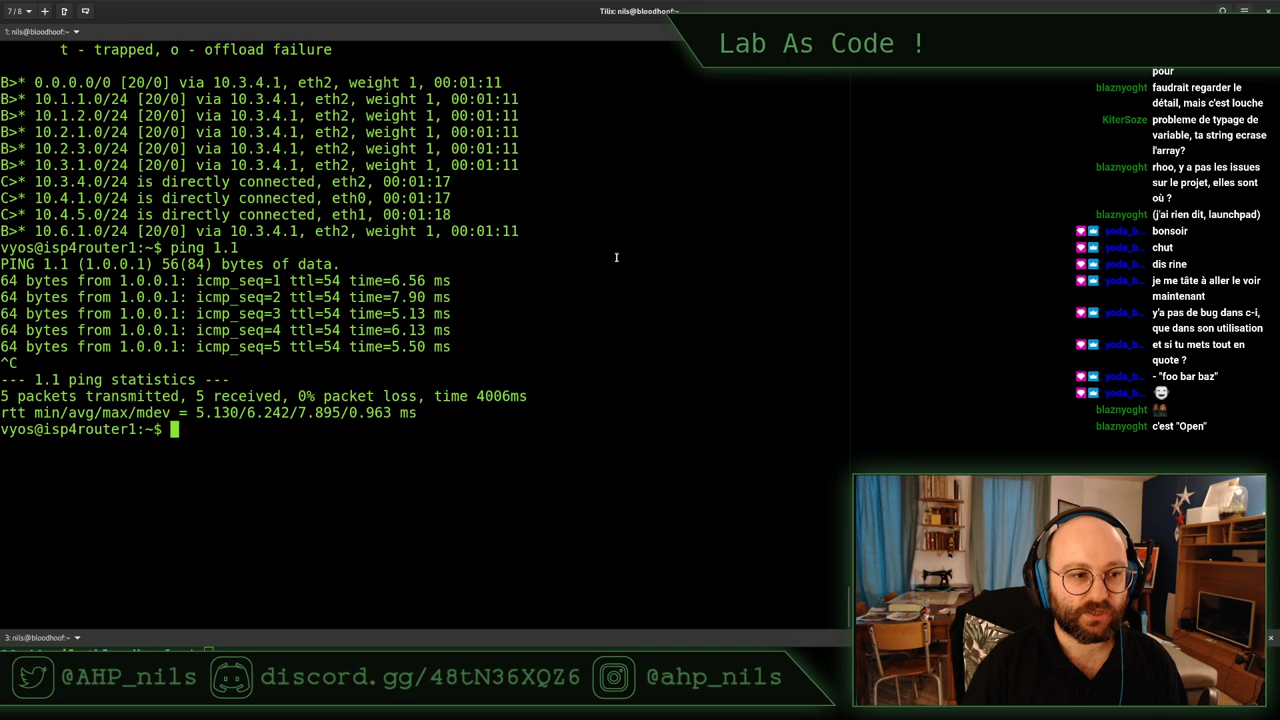 7 / 8
Tilix: nils@bloodhoof:~
1: nils@bloodhoof:~
Lab As Code !
t - trapped, o - offload failure
B>* 0.0.0.0/0 [20/0] via 10.3.4.1, eth2, weight 1, 00:01:11
B>* 10.1.1.0/24 [20/0] via 10.3.4.1, eth2, weight 1, 00:01:11
B>* 10.1.2.0/24 [20/0] via 10.3.4.1, eth2, weight 1, 00:01:11
B>* 10.2.1.0/24 [20/0] via 10.3.4.1, eth2, weight 1, 00:01:11
B>* 10.2.3.0/24 [20/0] via 10.3.4.1, eth2, weight 1, 00:01:11
B>* 10.3.1.0/24 [20/0] via 10.3.4.1, eth2, weight 1, 00:01:11
C>* 10.3.4.0/24 is directly connected, eth2, 00:01:17
C>* 10.4.1.0/24 is directly connected, eth0, 00:01:17
C>* 10.4.5.0/24 is directly connected, eth1, 00:01:18
B>* 10.6.1.0/24 [20/0] via 10.3.4.1, eth2, weight 1, 00:01:11
vyos@isp4router1:~$ ping 1.1
PING 1.1 (1.0.0.1) 56(84) bytes of data.
64 bytes from 1.0.0.1: icmp_seq=1 ttl=54 time=6.56 ms
64 bytes from 1.0.0.1: icmp_seq=2 ttl=54 time=7.90 ms
64 bytes from 1.0.0.1: icmp_seq=3 ttl=54 time=5.13 ms
64 bytes from 1.0.0.1: icmp_seq=4 ttl=54 time=6.13 ms
64 bytes from 1.0.0.1: icmp_seq=5 ttl=54 time=5.50 ms
^C
--- 1.1 ping statistics ---
5 packets transmitted, 5 received, 0% packet loss, time 4006ms
rtt min/avg/max/mdev = 5.130/6.242/7.895/0.963 ms
vyos@isp4router1:~$
pour
blaznyoght faudrait regarder le
détail, mais c'est louche
KiterSoze probleme de typage de
variable, ta string ecrase
l'array?
blaznyoght rhoo, y a pas les issues
sur le projet, elles sont
où ?
blaznyoght (j'ai rien dit, launchpad)
yoda_b... bonsoir
yoda_b... chut
yoda_b... dis rine
yoda_b... je me tâte à aller le voir
maintenant
yoda_b... y'a pas de bug dans c-i,
que dans son utilisation
yoda_b... et si tu mets tout en
quote ?
yoda_b... - "foo bar baz"
yoda_b...
blaznyoght
blaznyoght c'est "Open"
3: nils@bloodhoof:~
@AHP_nils
discord.gg/48tN36XQZ6
@ahp_nils